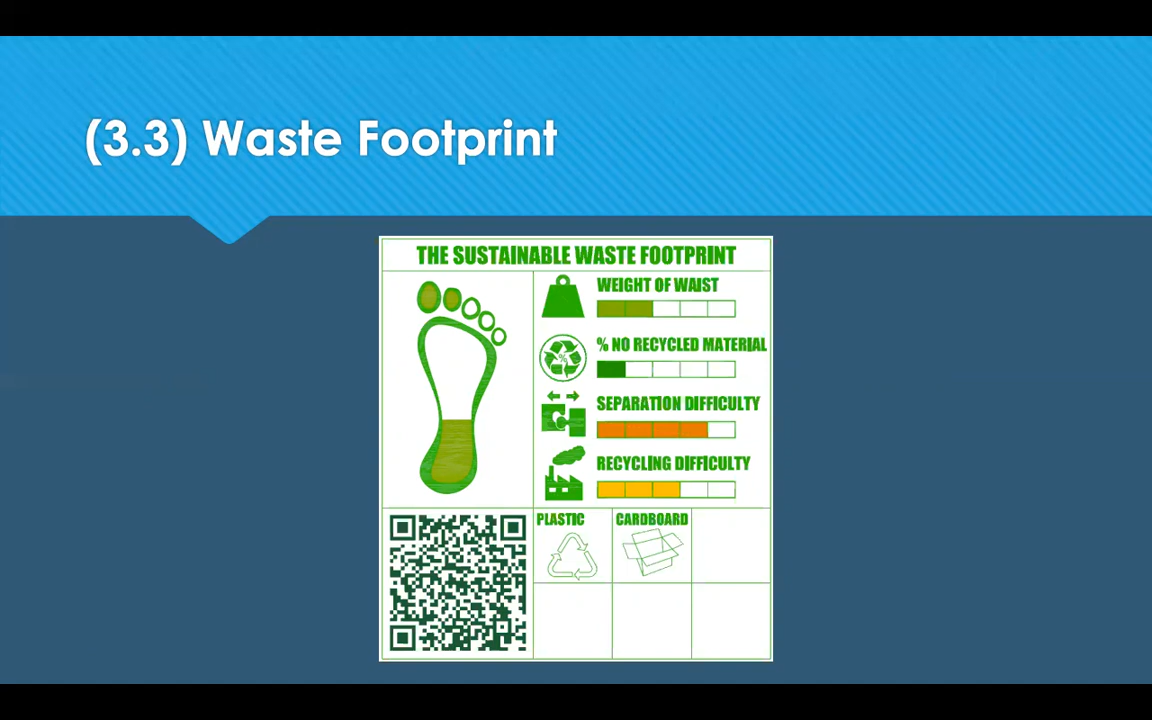 (3.3) Waste Footprint
THE SUSTAINABLE WASTE FOOTPRINT
WEIGHT OF WAIST
% NO RECYCLED MATERIAL
%
SEPARATION DIFFICULTY
RECYCLING DIFFICULTY
PLASTIC
CARDBOARD